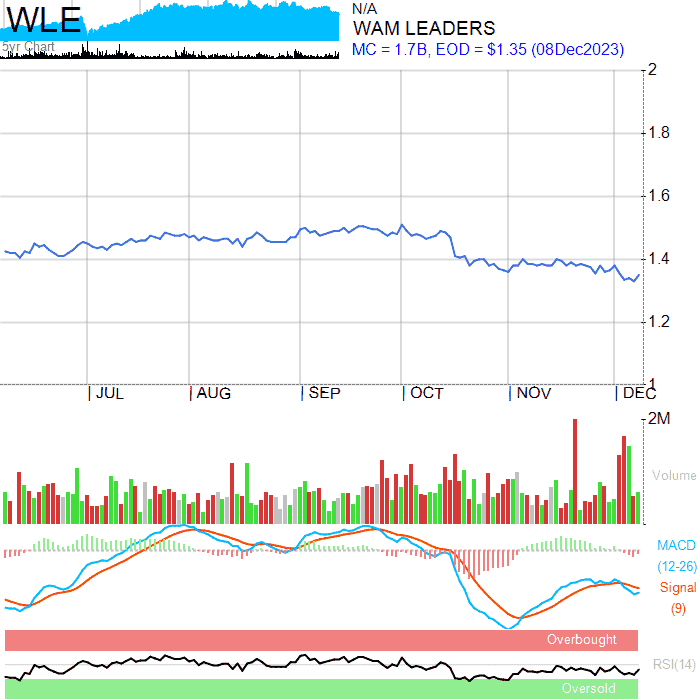 WLE
5yr Chart
N/A
WAM LEADERS
MC = 1.7B, EOD = $1.35 (08Dec2023)
2
1.8
1.6
1.4
1.2
1
JUL AUG SEP OCT NOV DEC
2M
Volume
MACD
(12-26)
Signal
(9)
Overbought
RSI(14)
Oversold